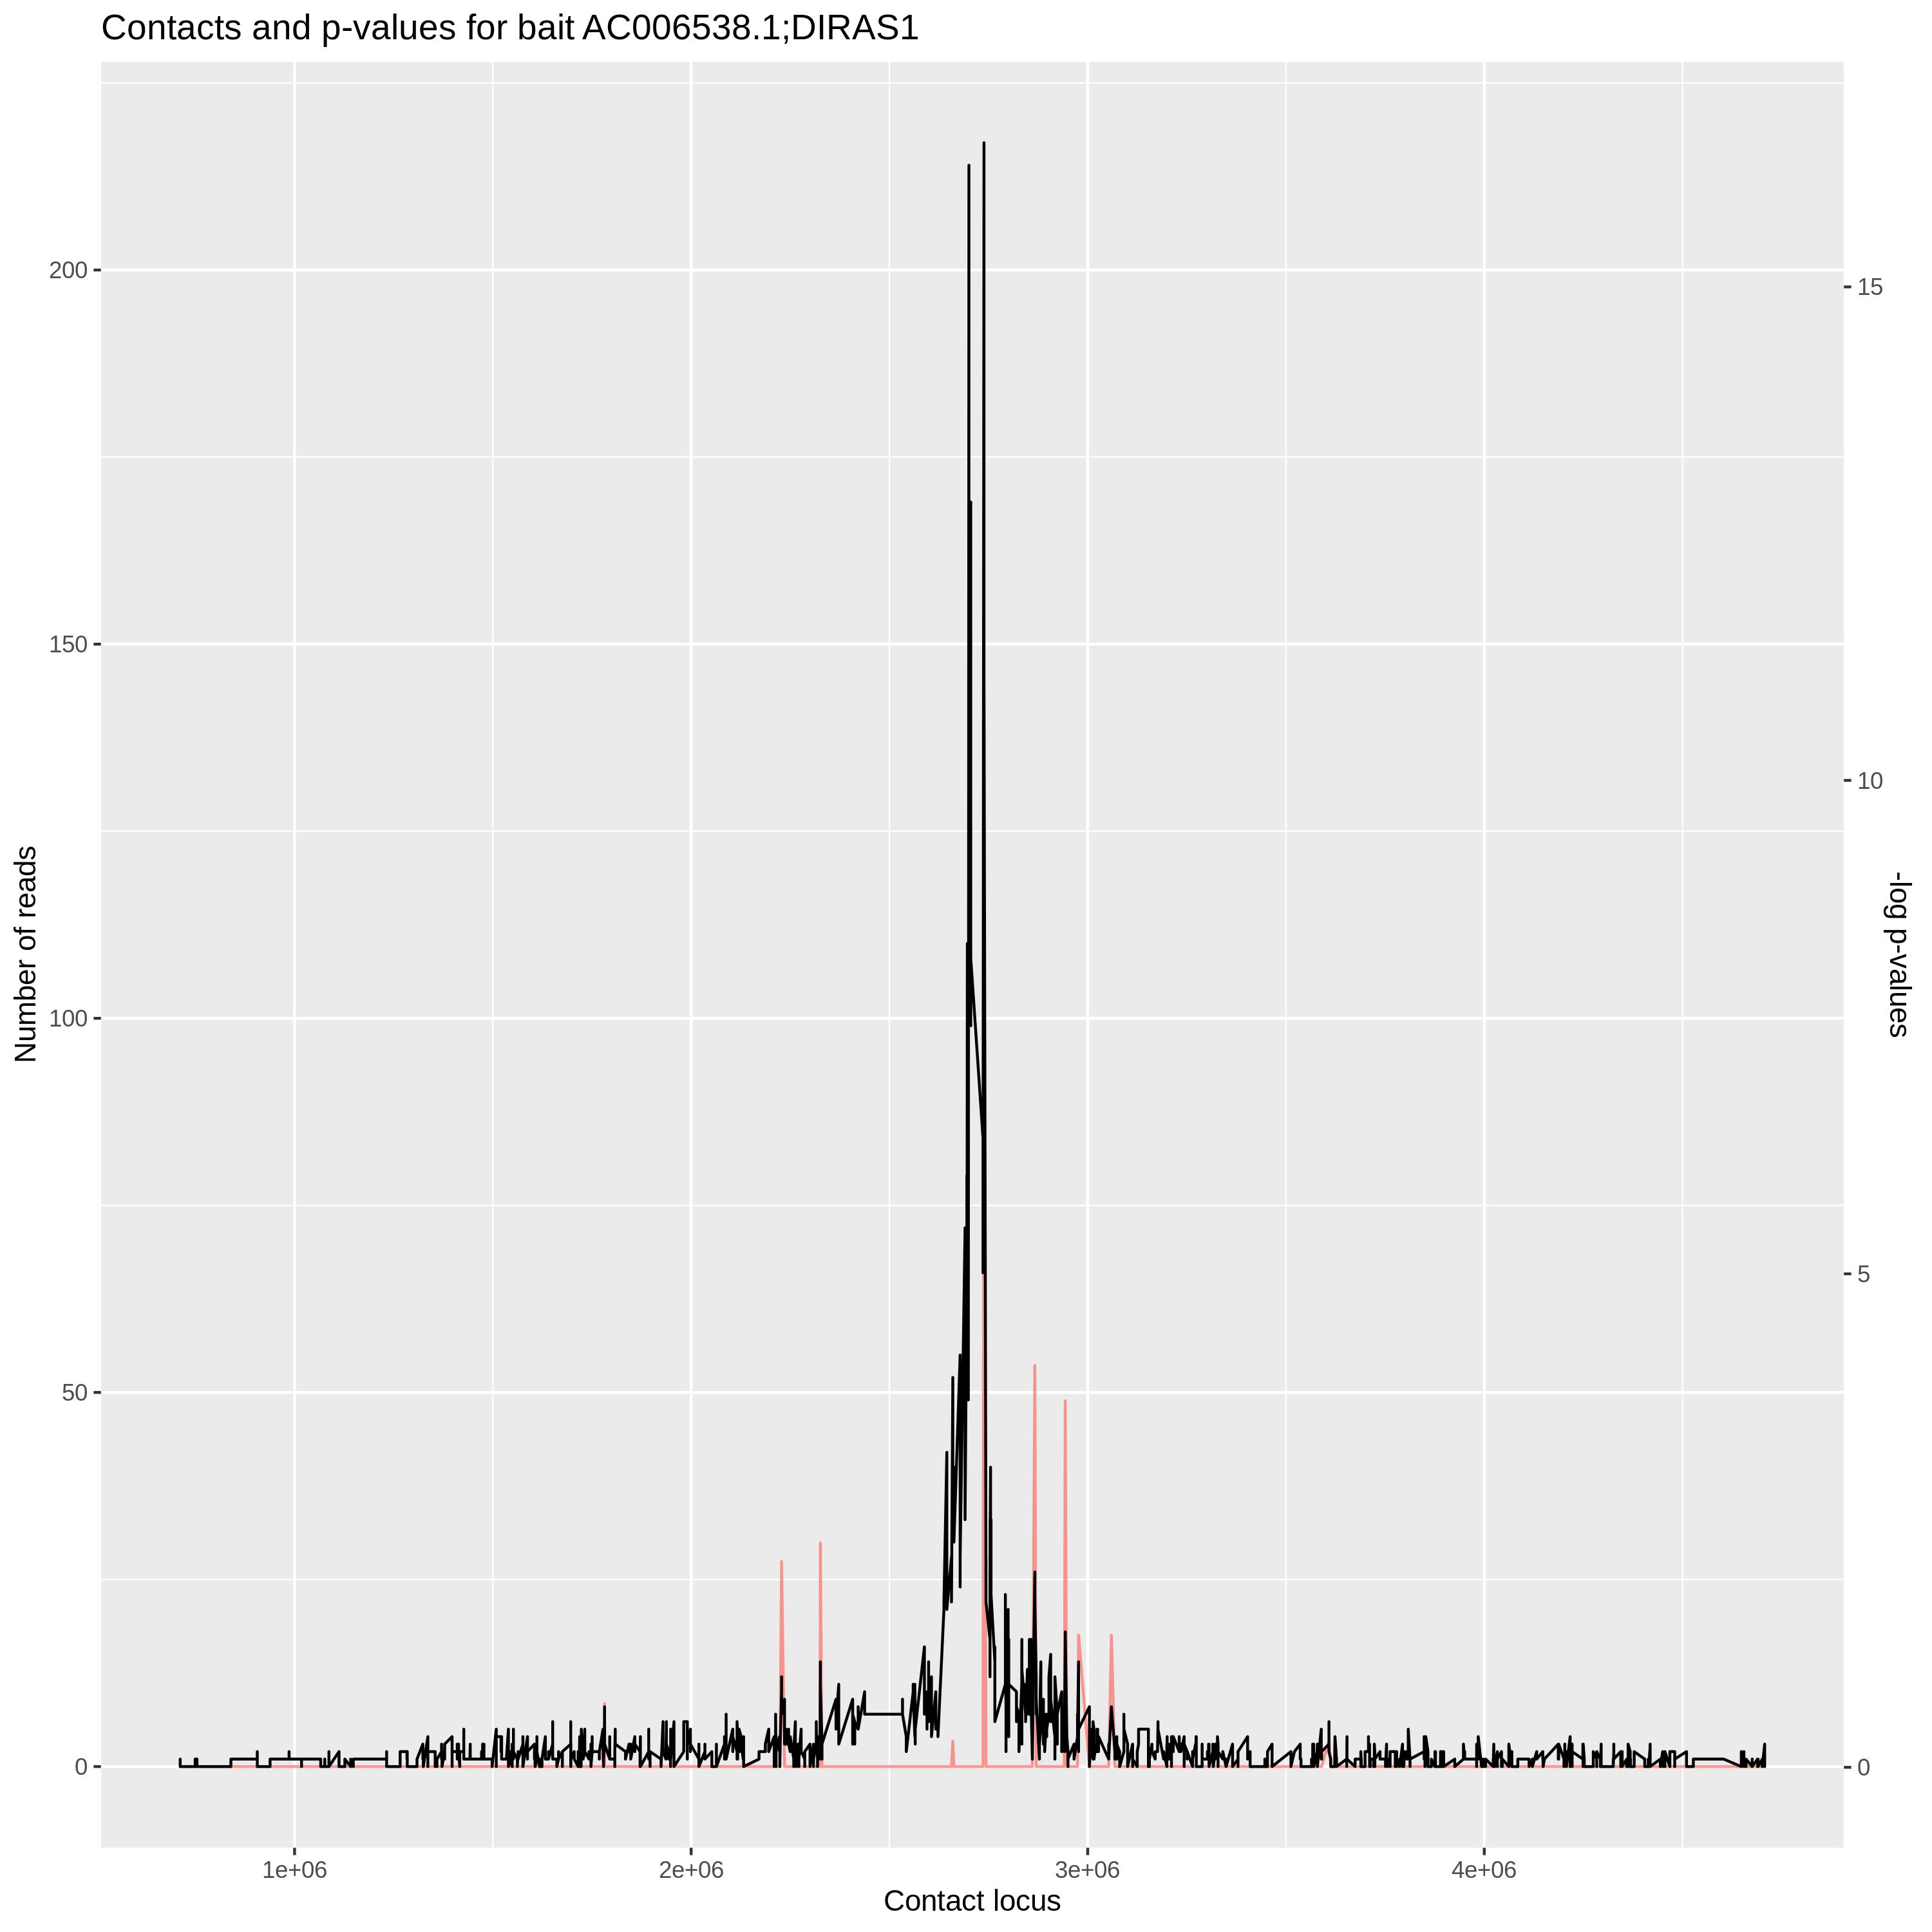 Contacts and p-values for bait AC006538.1;DIRAS1
200
150
100
50
0
Number of reads
15
10
5
0
-log p-values
1e+06
2e+06
3e+06
4e+06
Contact locus